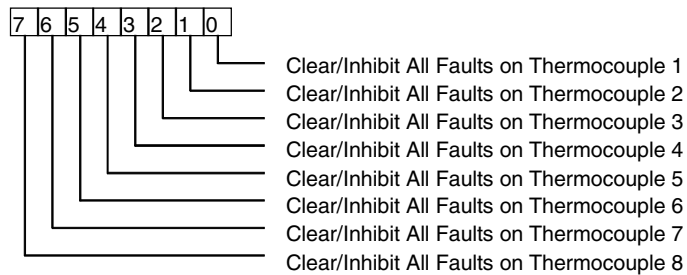 7 6 5 4 3 2 1 0
Clear/Inhibit All Faults on Thermocouple 1
Clear/Inhibit All Faults on Thermocouple 2
Clear/Inhibit All Faults on Thermocouple 3
Clear/Inhibit All Faults on Thermocouple 4
Clear/Inhibit All Faults on Thermocouple 5
Clear/Inhibit All Faults on Thermocouple 6
Clear/Inhibit All Faults on Thermocouple 7
Clear/Inhibit All Faults on Thermocouple 8